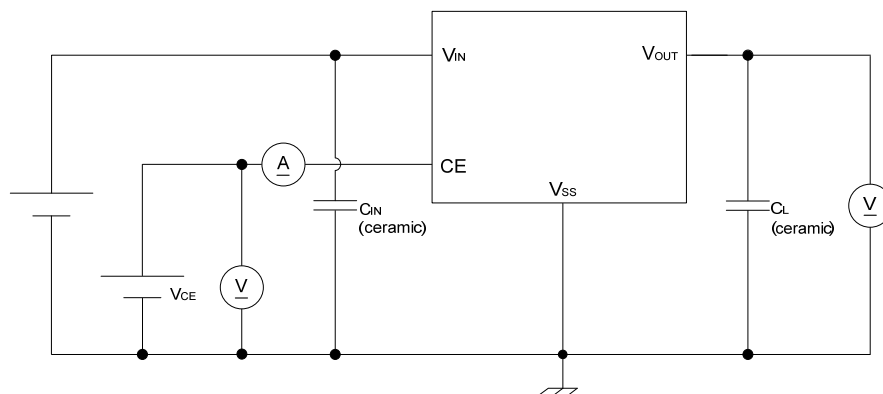 VIN
VOUT
A
CE
VSS
CIN
(ceramic)
CL
(ceramic)
V
VCE
V